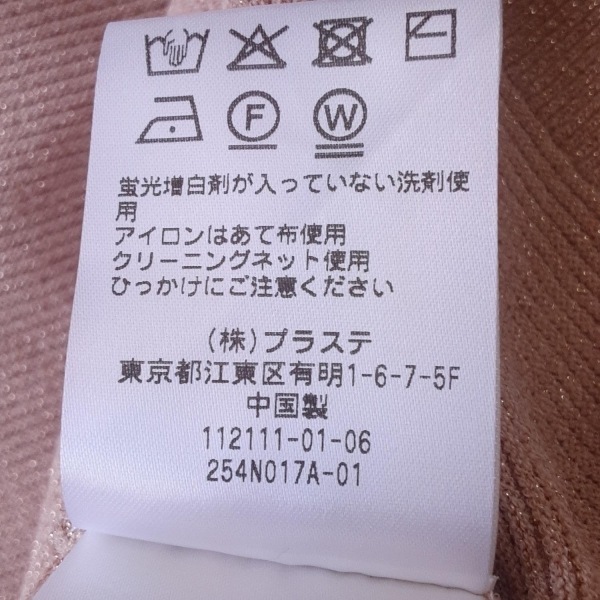 F W
蛍光増白剤が入っていない洗剤使
用
アイロンはあて布使用
クリーニングネット使用
ひっかけにご注意ください
(株)プラステ
東京都江東区有明1-6-7-5F
中国製
112111-01-06
254N017A-01